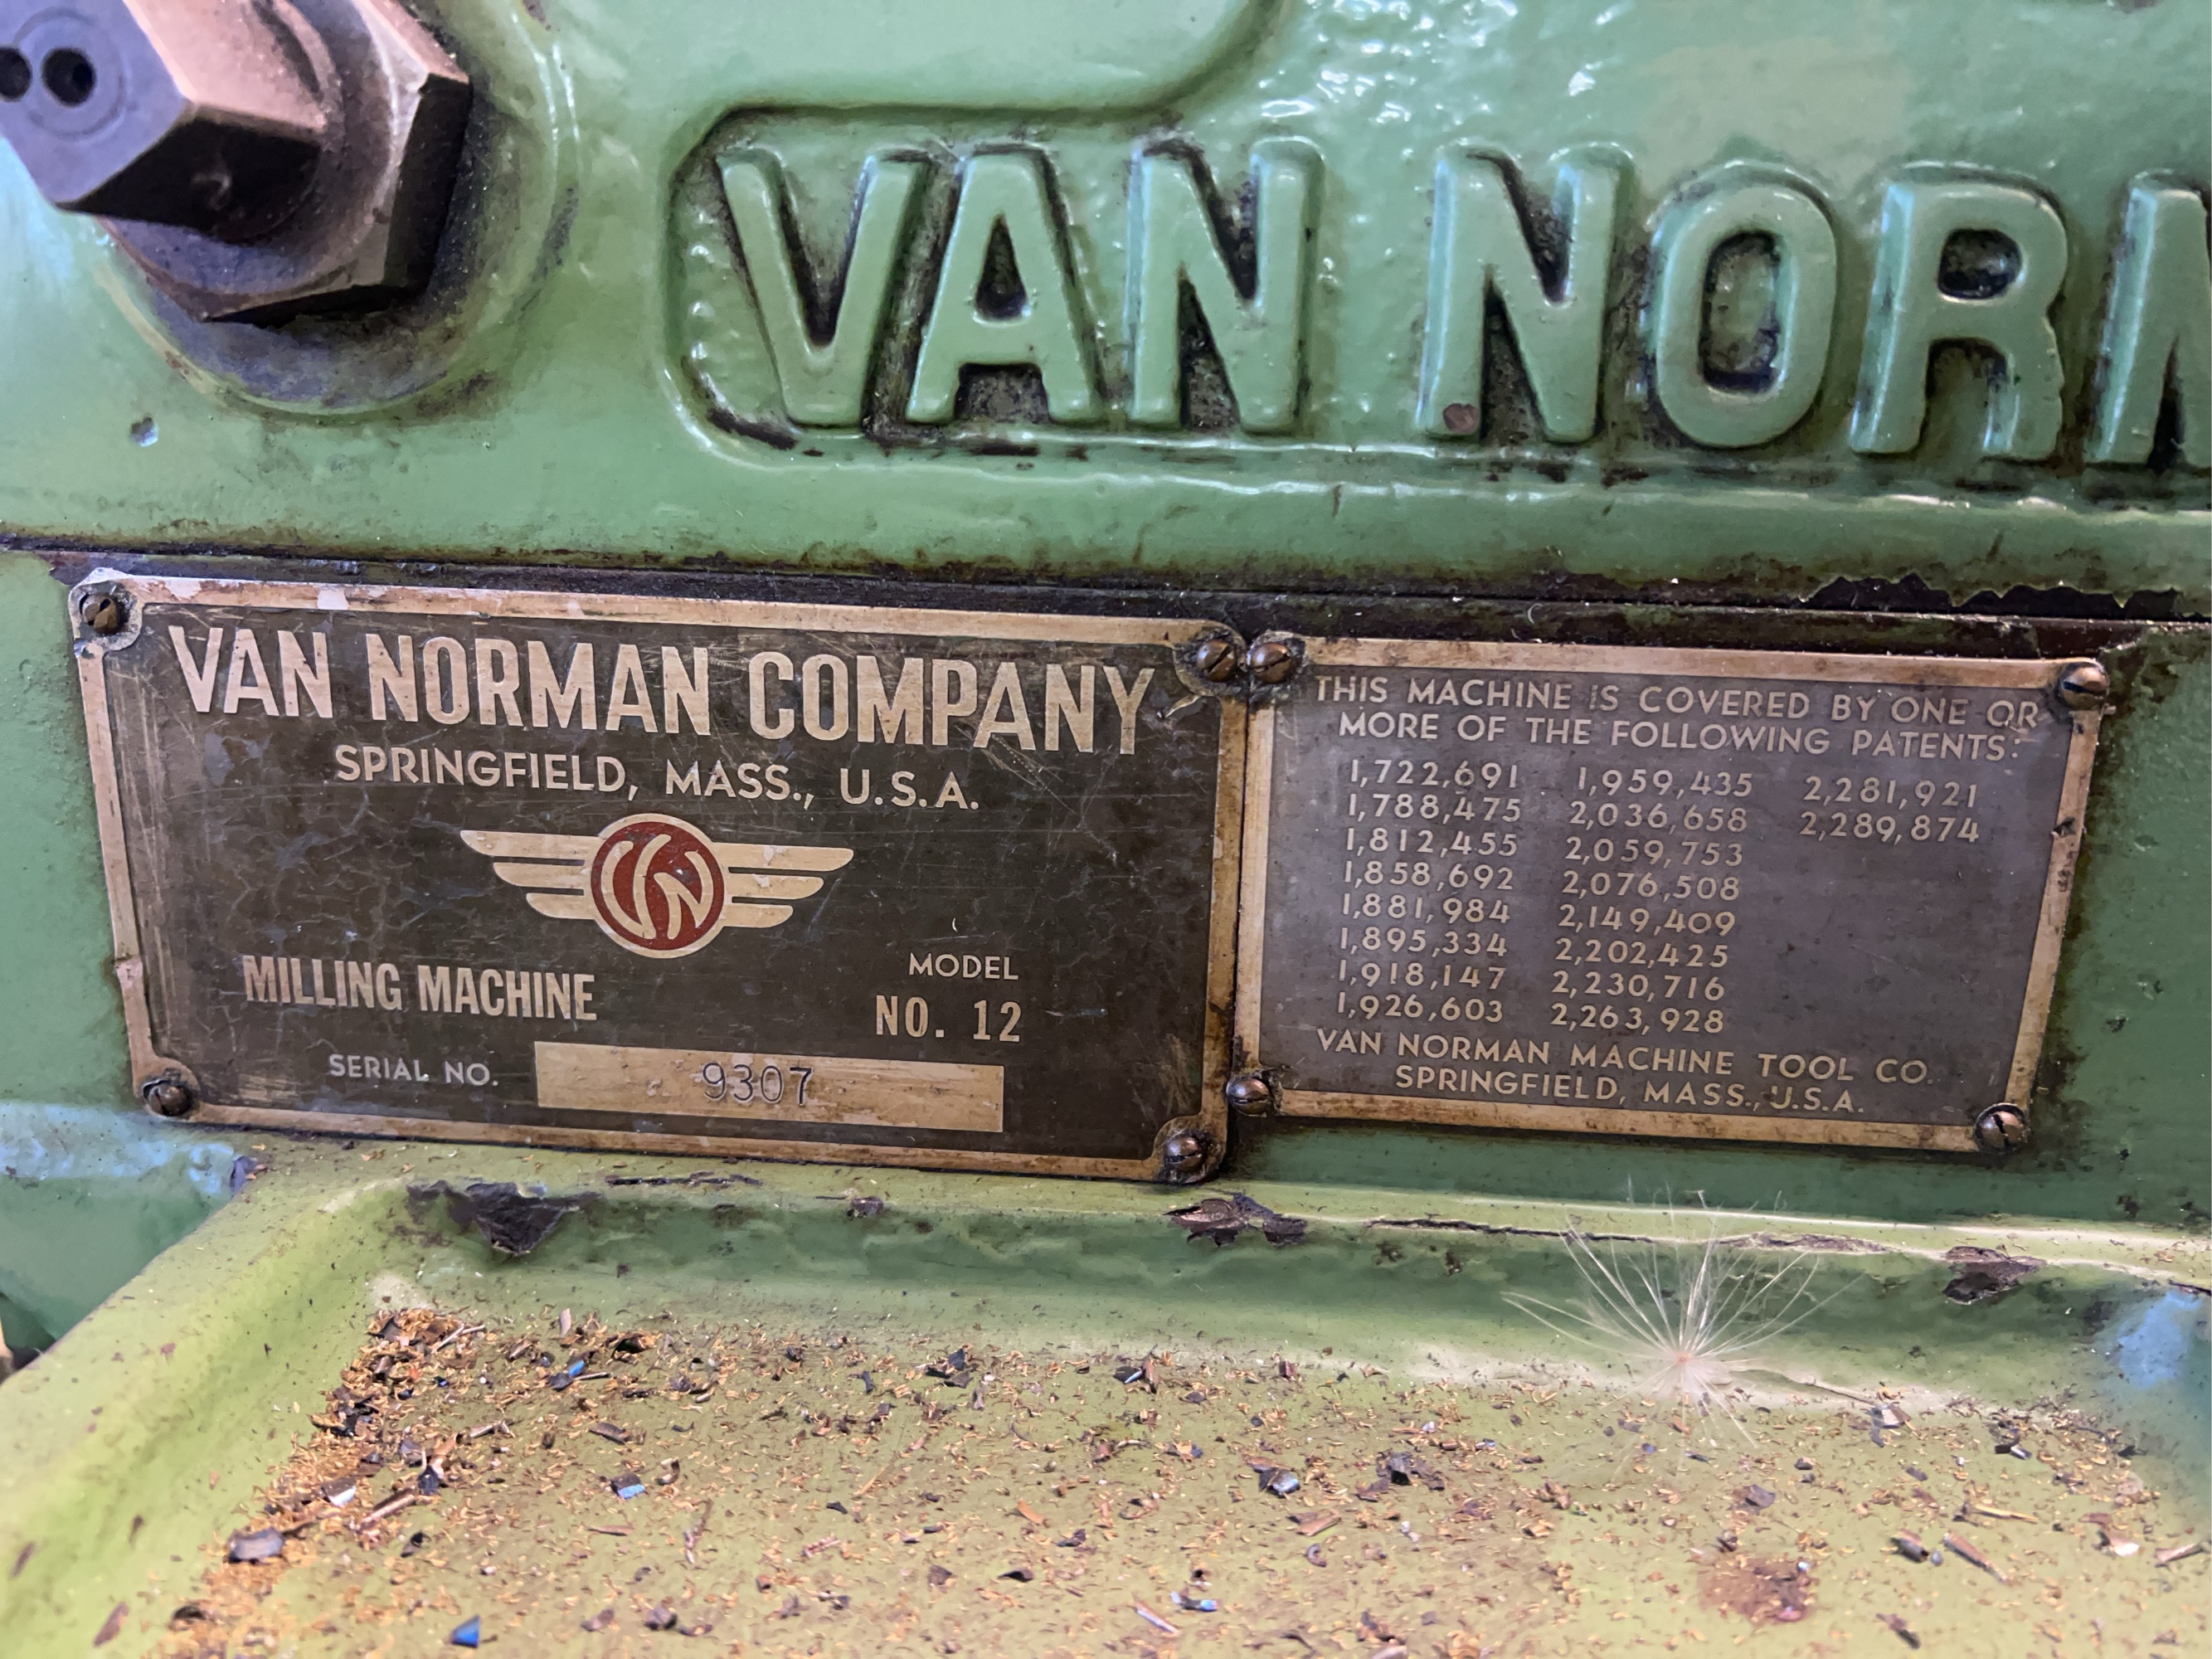 VAN NORM
VAN NORMAN COMPANY
SPRINGFIELD, MASS., U.S.A.
VN
MILLING MACHINE
MODEL
NO. 12
SERIAL NO. 9307
THIS MACHINE IS COVERED BY ONE OR
MORE OF THE FOLLOWING PATENTS:
1,722,691 1,959,435 2,281,921
1,788,475 2,036,658 2,289,874
1,812,455 2,059,753
1,858,692 2,076,508
1,881,984 2,149,409
1,895,334 2,202,425
1,918,147 2,230,716
1,926,603 2,263,928
VAN NORMAN MACHINE TOOL CO.
SPRINGFIELD, MASS., U.S.A.